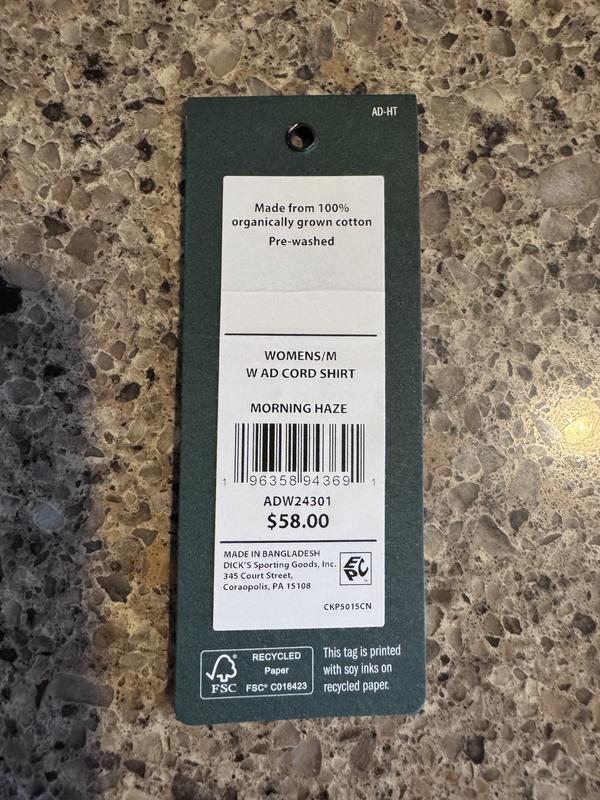 AD-HT
Made from 100%
organically grown cotton
Pre-washed
WOMENS/M
W AD CORD SHIRT
MORNING HAZE
1 96358 94369 1
ADW24301
$58.00
MADE IN BANGLADESH
DICK'S Sporting Goods, Inc.
345 Court Street,
Coraopolis, PA 15108
EPC
CKP5015CN
FSC
RECYCLED
Paper
FSC® C016423
This tag is printed
with soy inks on
recycled paper.